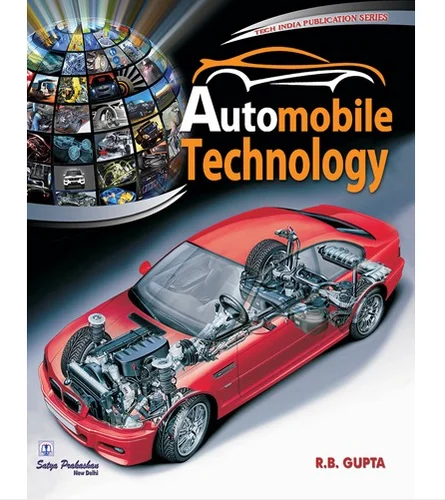 TECH INDIA PUBLICATION SERIES
Automobile
Technology
Satya Prakashan
New Delhi
R.B. GUPTA